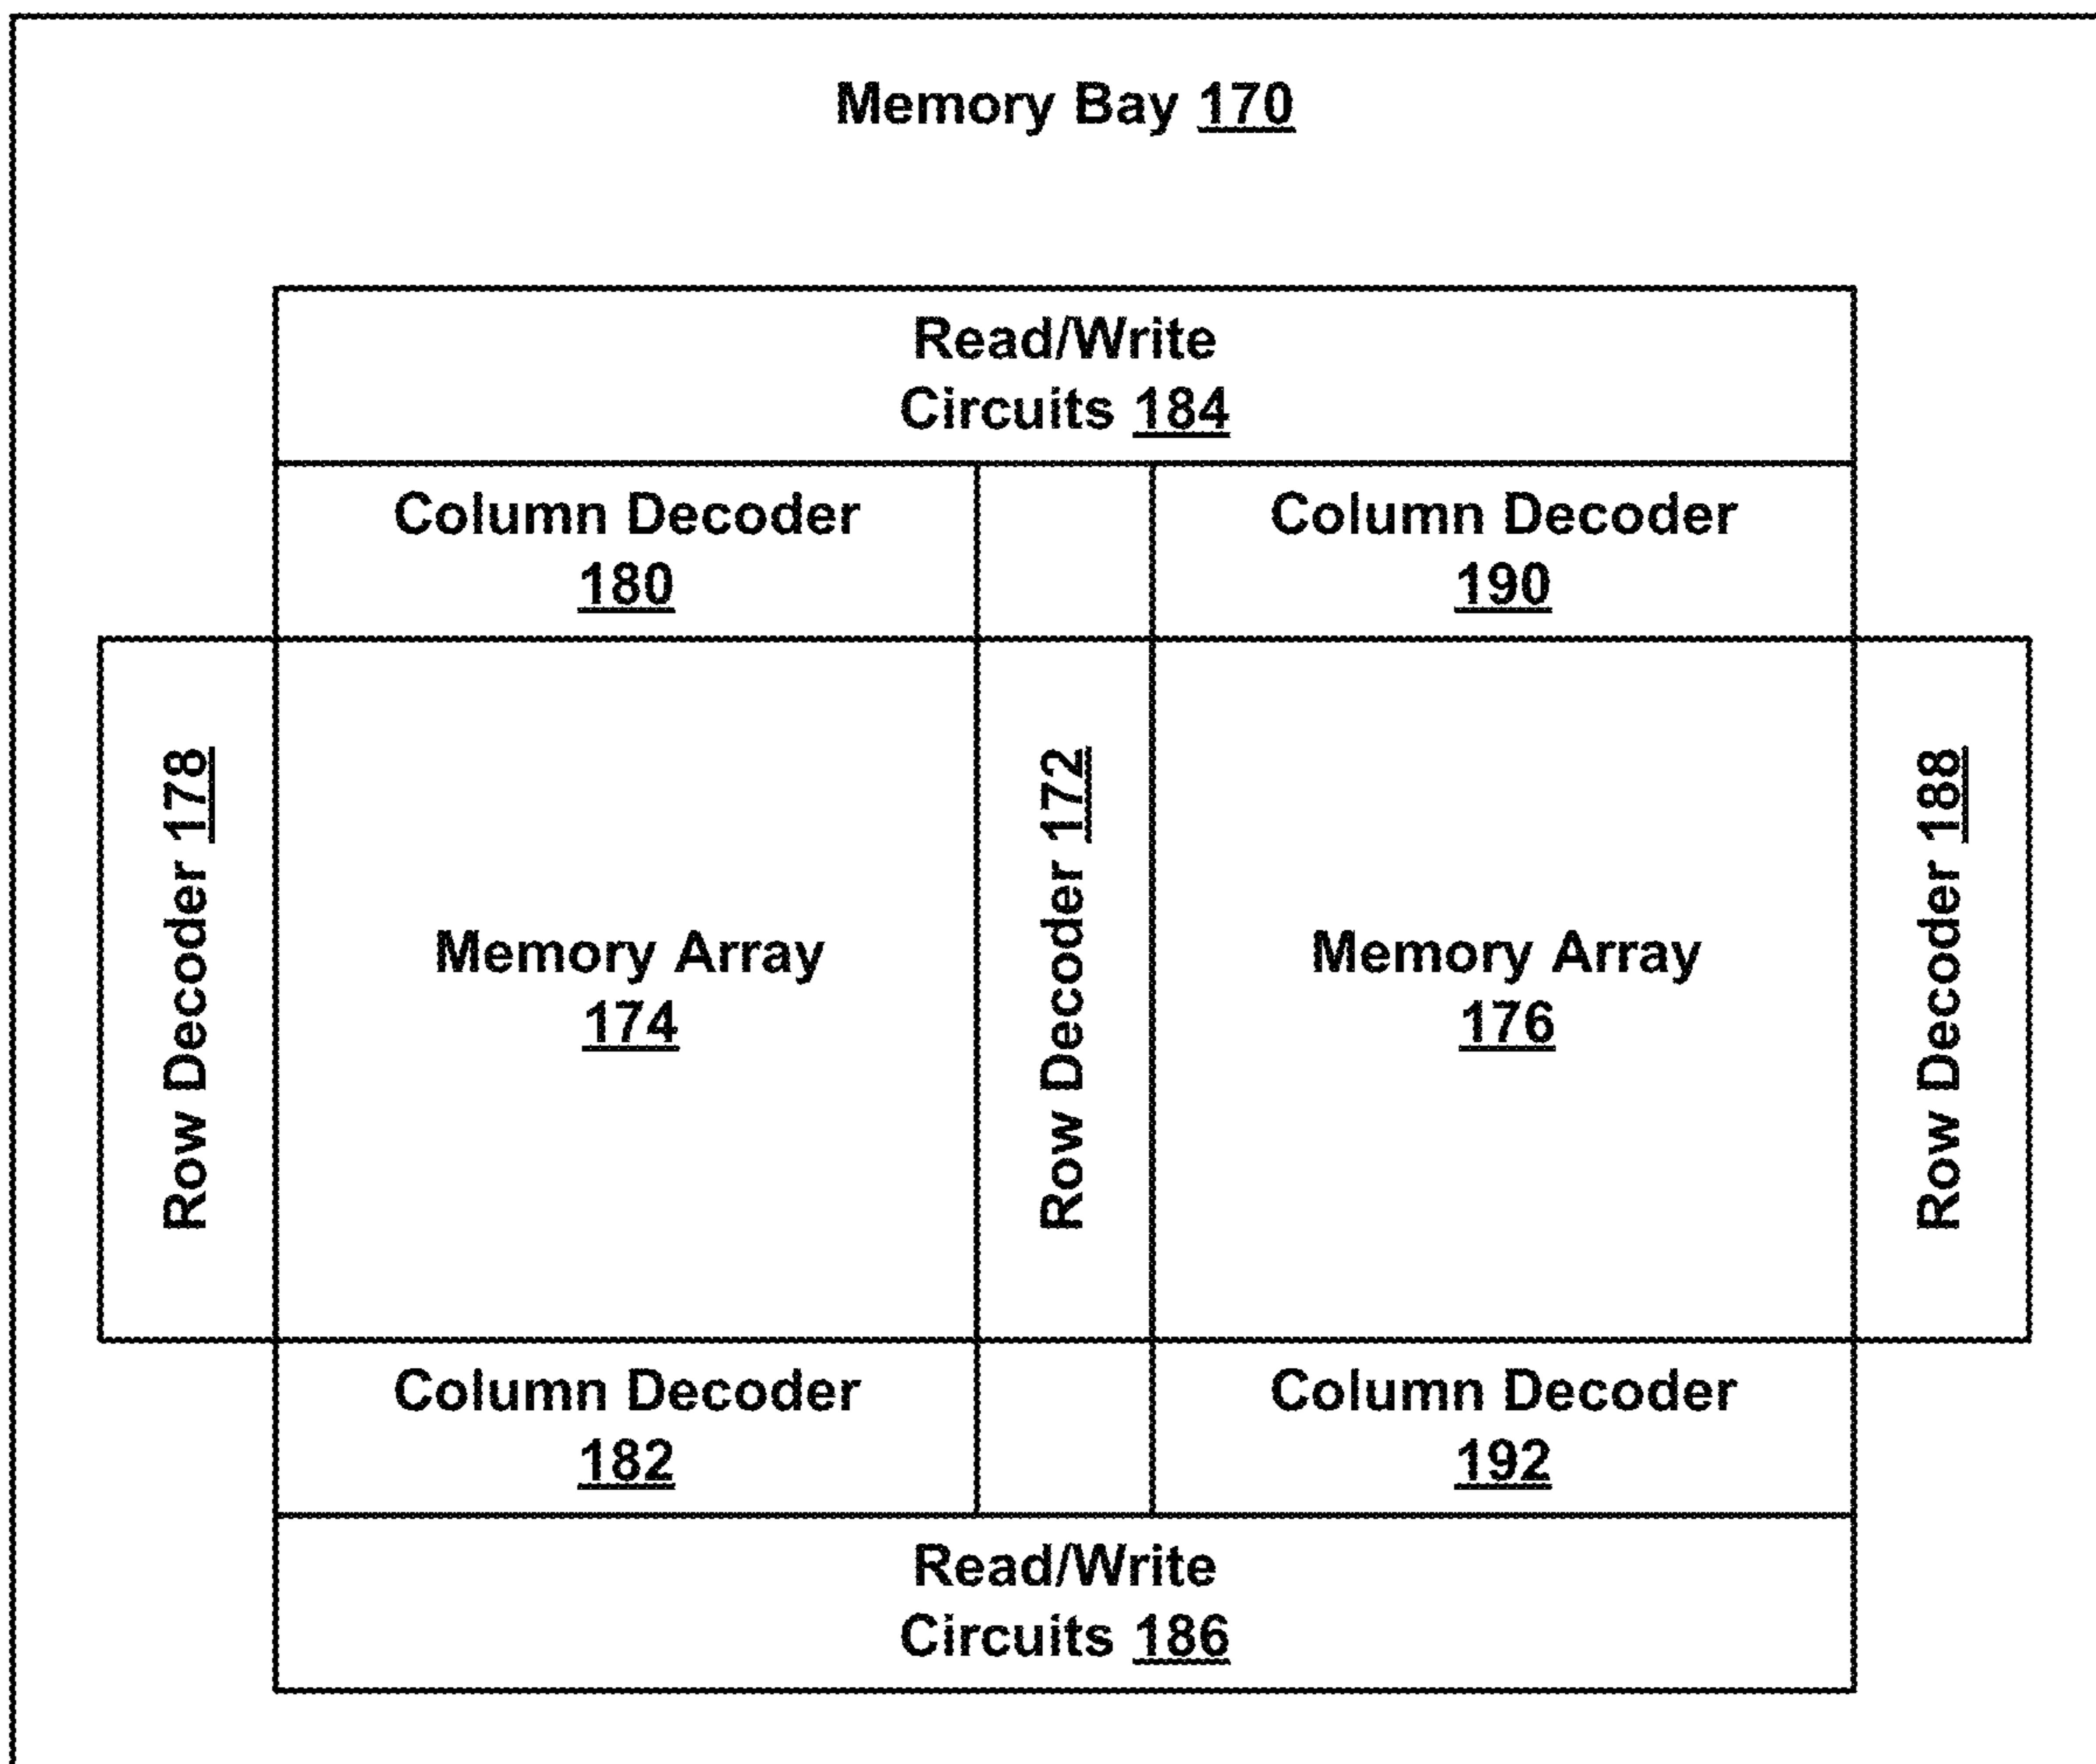 Memory Bay 170
Read/Write
Circuits 184
Column Decoder
180
Column Decoder
190
Row Decoder 178
Memory Array
174
Row Decoder 172
Memory Array
176
Row Decoder 188
Column Decoder
182
Column Decoder
192
Read/Write
Circuits 186